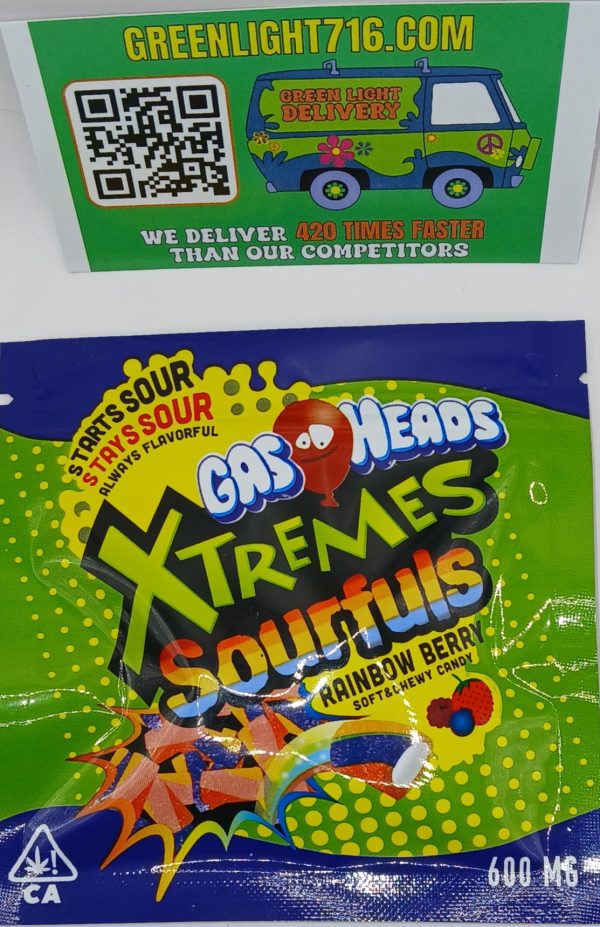 GREENLIGHT716.COM
GREEN LIGHT
DELIVERY
WE DELIVER 420 TIMES FASTER
THAN OUR COMPETITORS
STARTS SOUR
STAYS SOUR
ALWAYS FLAVORFUL
GAS HEADS
XTREMES
Sourfuls
RAINBOW BERRY
SOFT&CHEWY CANDY
!
CA
600 MG